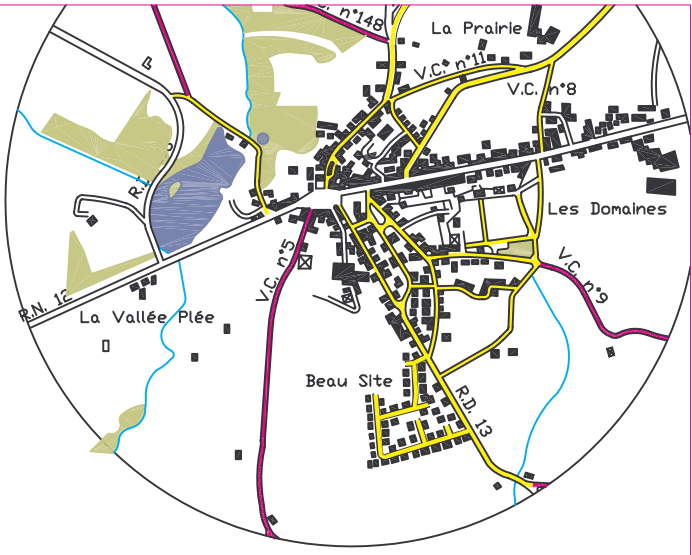 C. n°148
La Prairie
V.C. n°11
V.C. n°8
Les Domaines
V.C. n°5
V.C. n°9
R.N. 12
La Vallée Plée
Beau Site
R.D. 13